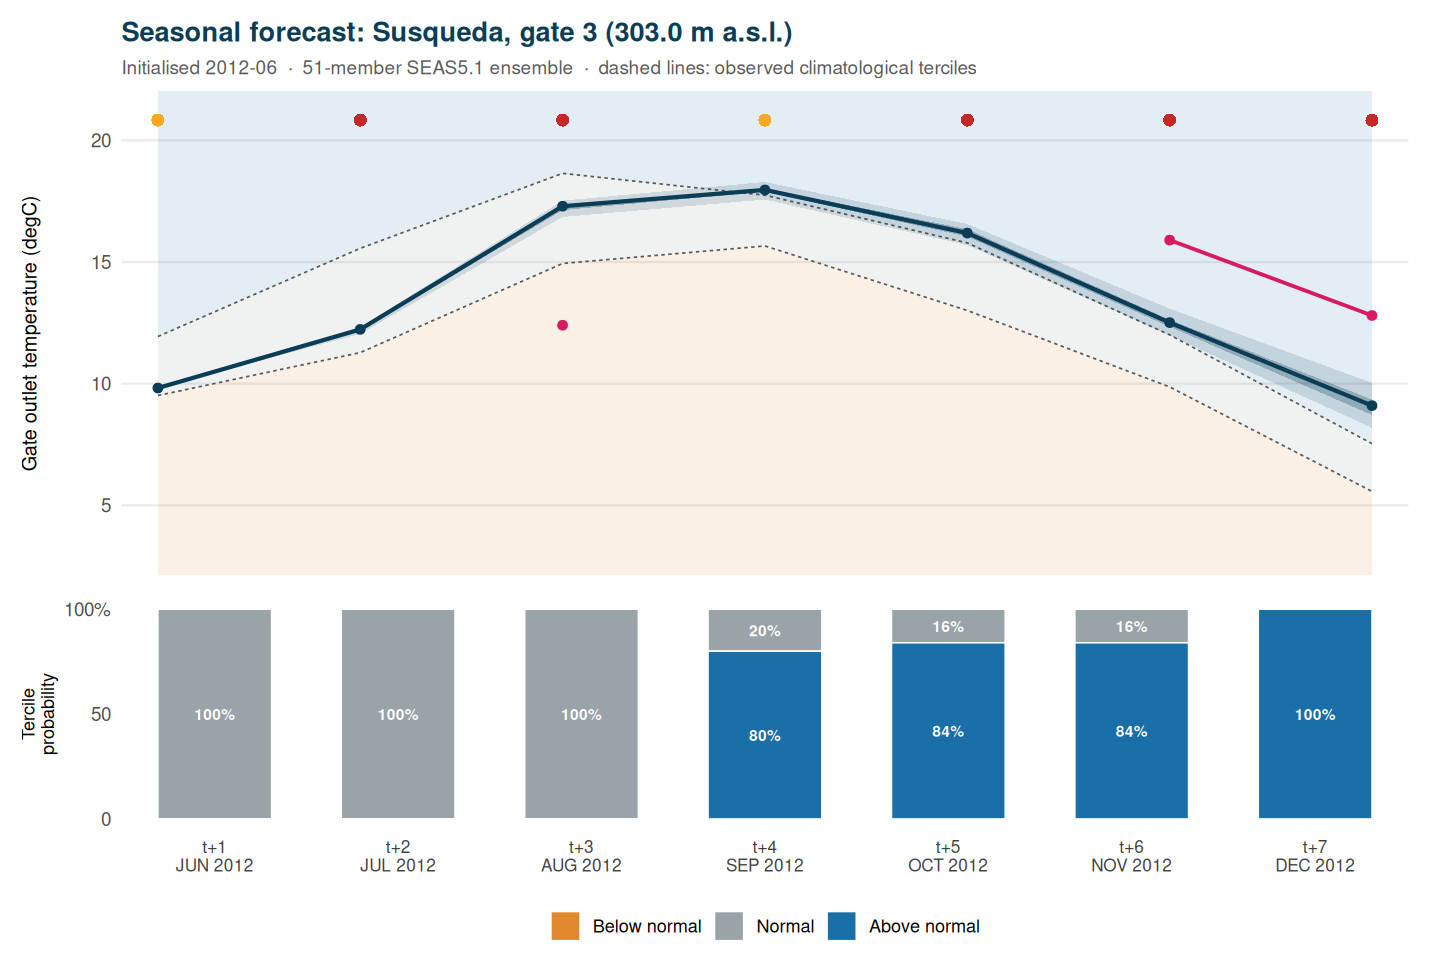 Seasonal forecast: Susqueda, gate 3 (303.0 m a.s.l.)
Initialised 2012-06 · 51-member SEAS5.1 ensemble · dashed lines: observed climatological terciles
Gate outlet temperature (degC)
20
15
10
5
Tercile
probability
100%
50
0
100%
100%
100%
20%
80%
16%
84%
16%
84%
100%
t+1
JUN 2012
t+2
JUL 2012
t+3
AUG 2012
t+4
SEP 2012
t+5
OCT 2012
t+6
NOV 2012
t+7
DEC 2012
Below normal
Normal
Above normal